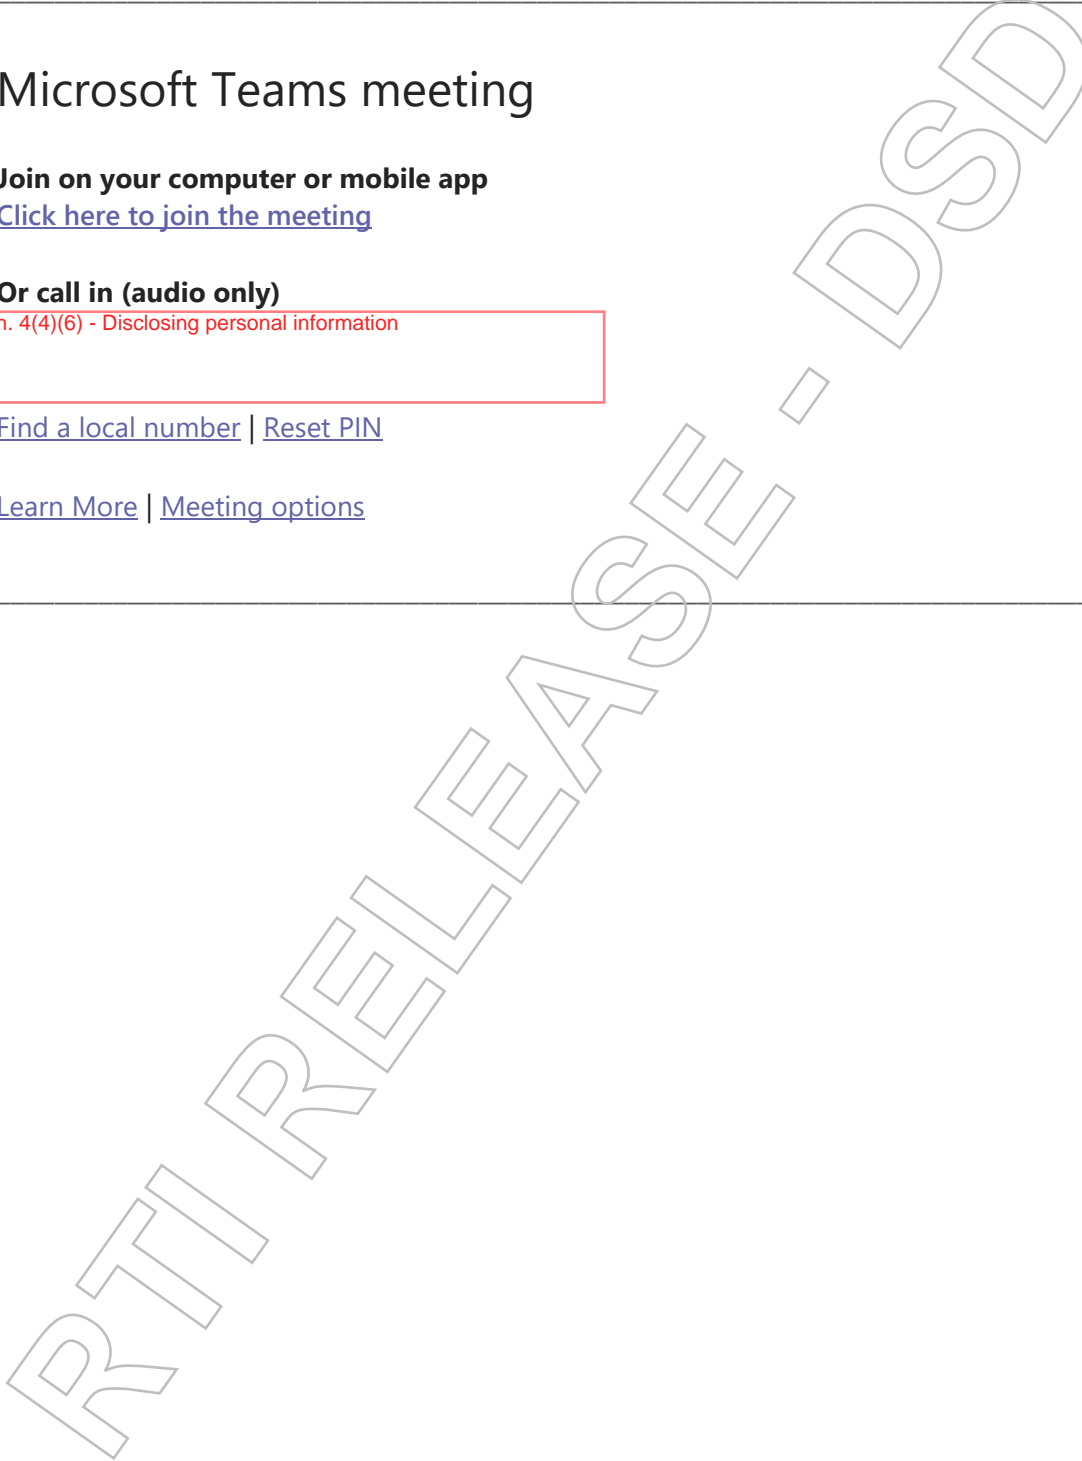 Microsoft Teams meeting
Join on your computer or mobile app
Click here to join the meeting
Or call in (audio only)
h. 4(4)(6) - Disclosing personal information
Find a local number | Reset PIN
Learn More | Meeting options
RTI RELEASE - DSD